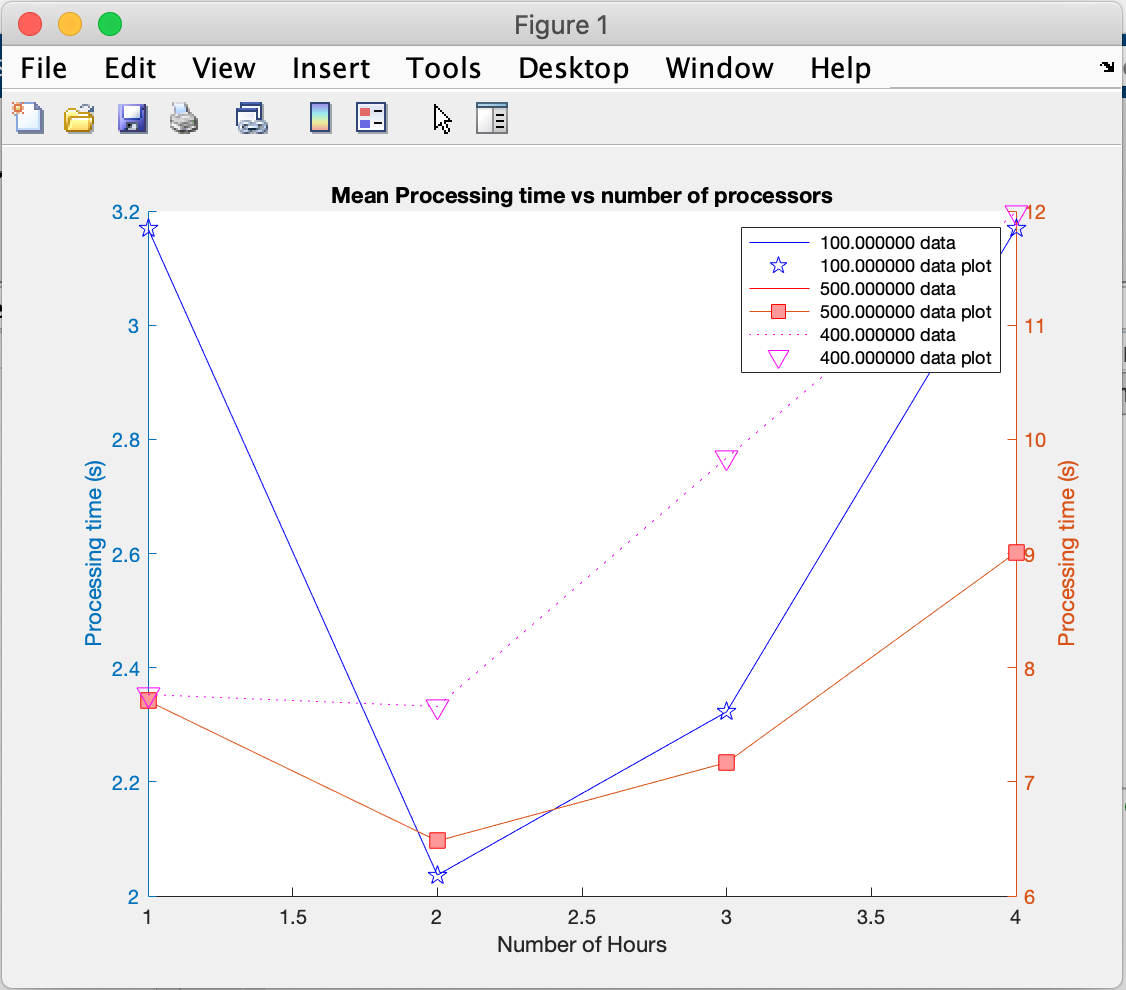 Figure 1
File Edit View Insert Tools Desktop Window Help
Mean Processing time vs number of processors
3.2
3
2.8
2.6
2.4
2.2
2
Processing time (s)
100.000000 data
100.000000 data plot
500.000000 data
500.000000 data plot
400.000000 data
400.000000 data plot
12
11
10
9
8
7
6
Processing time (s)
1 1.5 2 2.5 3 3.5 4
Number of Hours